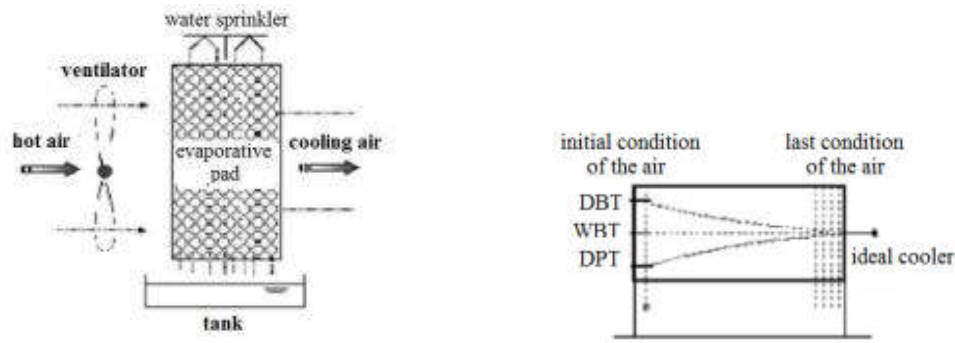 water sprinkler
ventilator
hot air
evaporative
pad
cooling air
tank
initial condition
of the air
last condition
of the air
DBT
WBT
DPT
ideal cooler